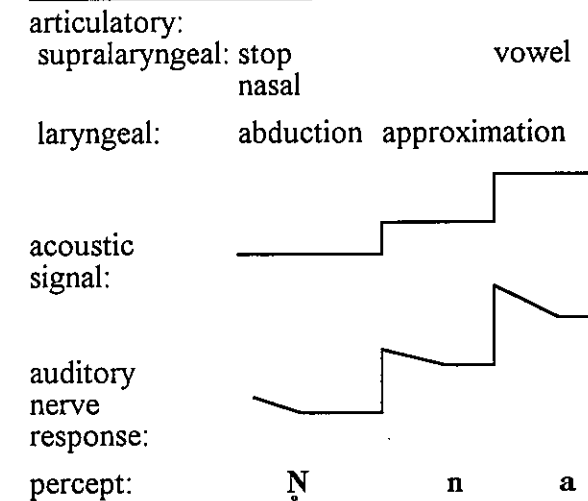 articulatory:
supralaryngeal: stop vowel
nasal
laryngeal: abduction approximation
acoustic
signal:
auditory
nerve
response:
percept: N̥ n a